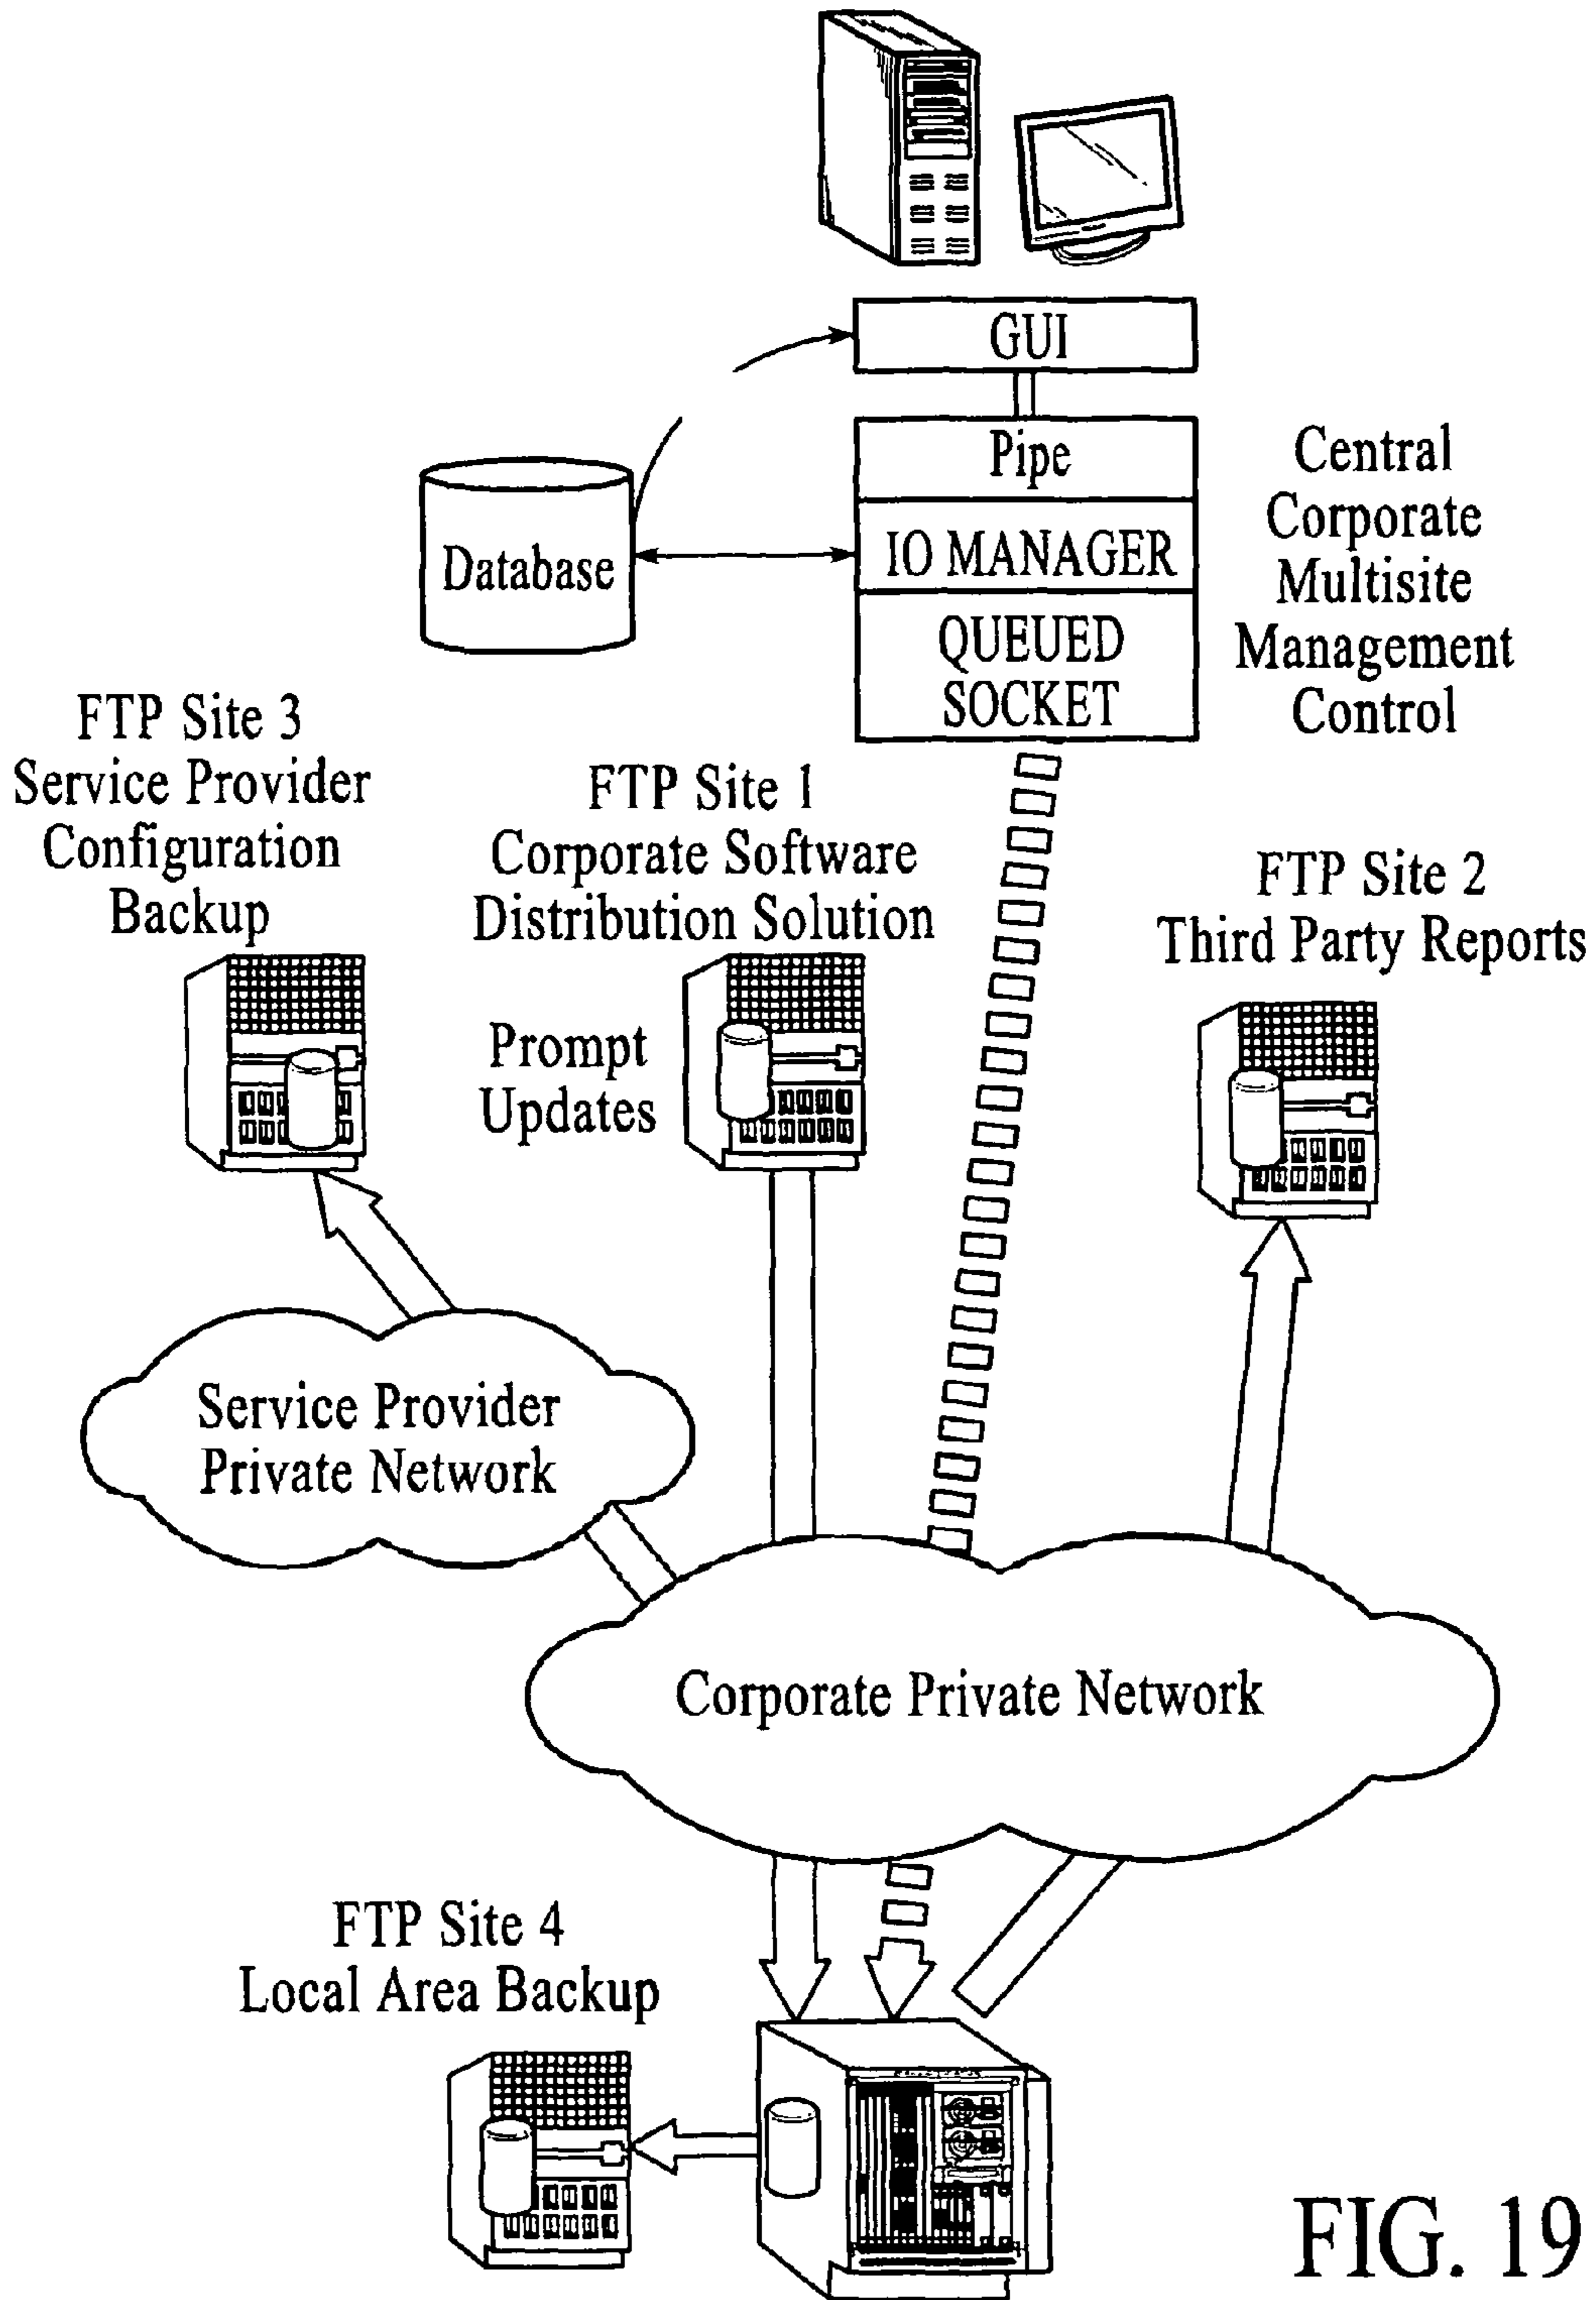 GUI
Pipe
IO MANAGER
QUEUED
SOCKET
Database
Central
Corporate
Multisite
Management
Control
FTP Site 3
Service Provider
Configuration
Backup
FTP Site 1
Corporate Software
Distribution Solution
Prompt
Updates
FTP Site 2
Third Party Reports
Service Provider
Private Network
Corporate Private Network
FTP Site 4
Local Area Backup
FIG. 19